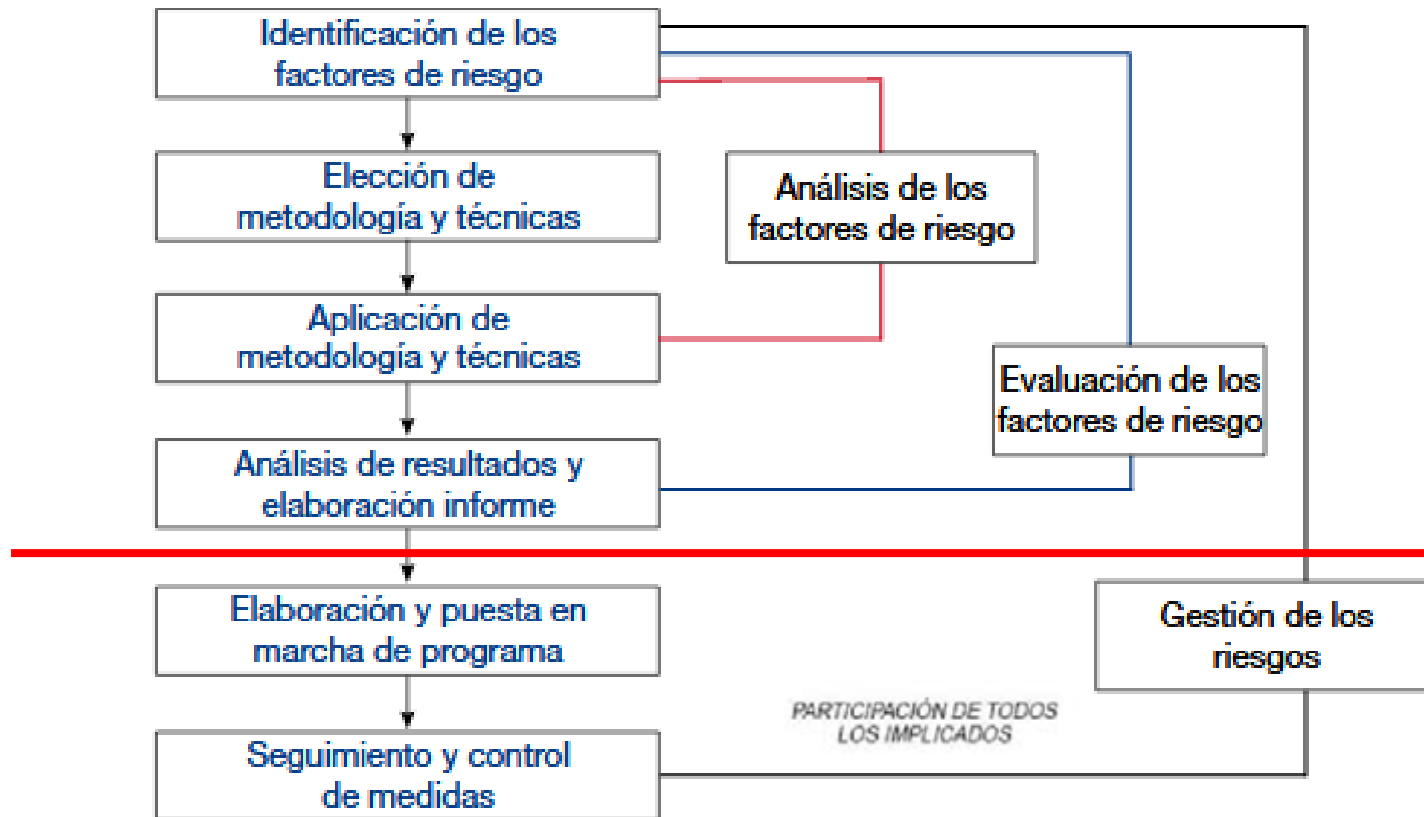 Identificación de los
factores de riesgo
Elección de
metodología y técnicas
Análisis de los
factores de riesgo
Aplicación de
metodología y técnicas
Evaluación de los
factores de riesgo
Análisis de resultados y
elaboración informe
Elaboración y puesta en
marcha de programa
Gestión de los
riesgos
PARTICIPACIÓN DE TODOS
LOS IMPLICADOS
Seguimiento y control
de medidas